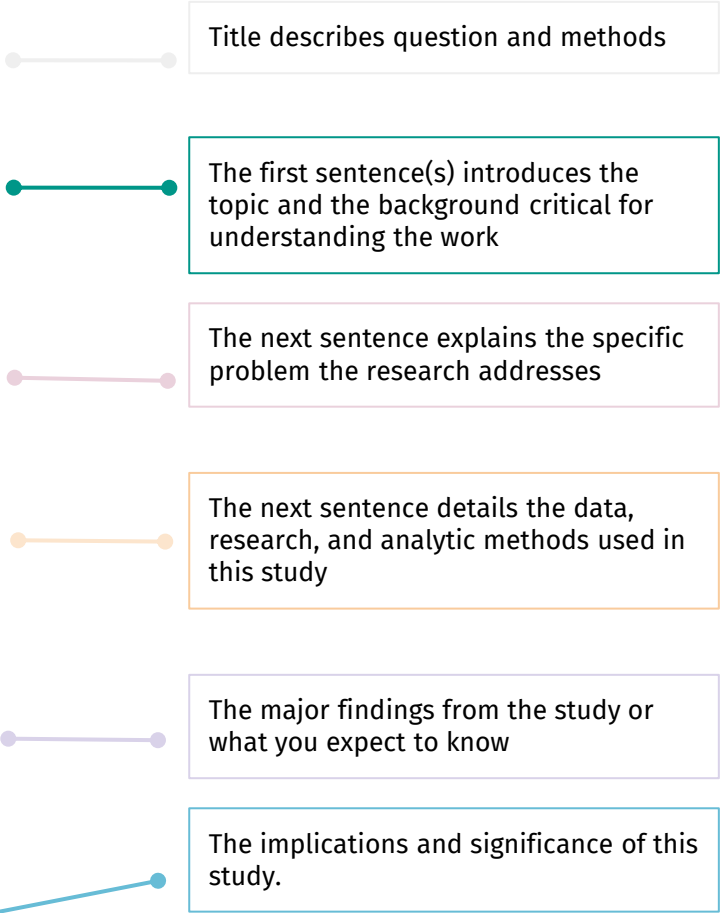 Title describes question and methods
The first sentence(s) introduces the
topic and the background critical for
understanding the work
The next sentence explains the specific
problem the research addresses
The next sentence details the data,
research, and analytic methods used in
this study
The major findings from the study or
what you expect to know
The implications and significance of this
study.